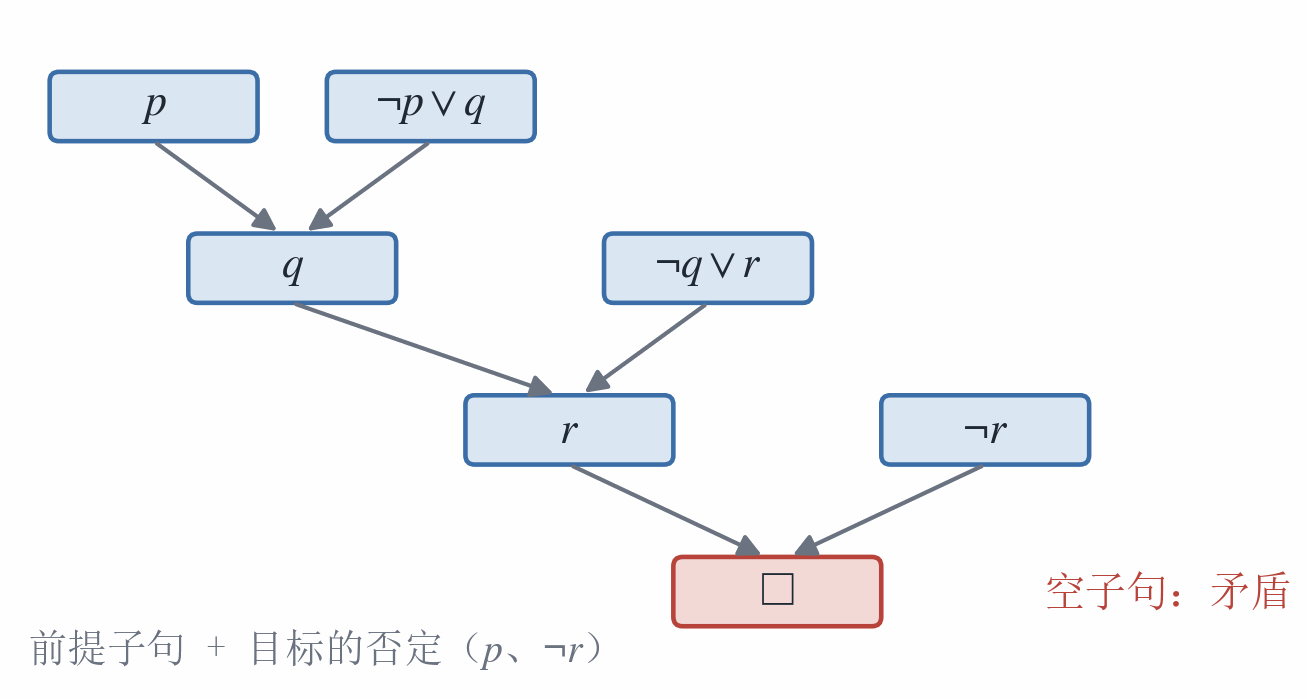 p
¬p∨q
q
¬q∨r
r
¬r
□
空子句：矛盾
前提子句 + 目标的否定（p、¬r）